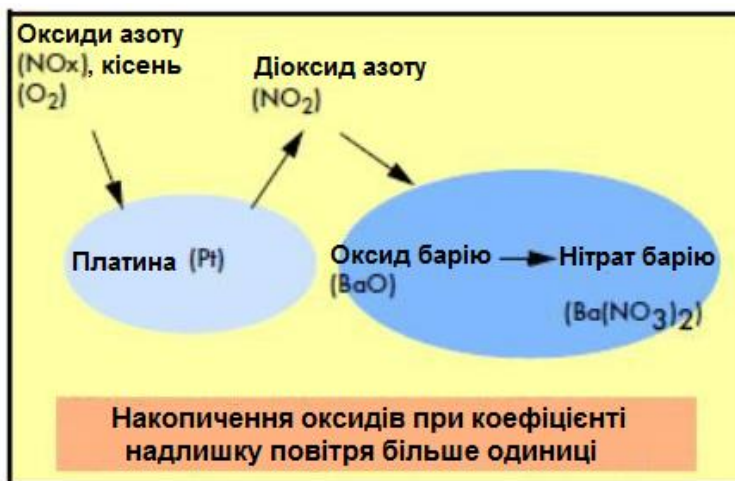 Оксиди азоту
(NOx), кісень
(O₂)
Діоксид азоту
(NO₂)
Платина (Pt)
Оксид барію
(BaO)
Нітрат барію
(Ba(NO₃)₂)
Накопичення оксидів при коефіцієнті
надлишку повітря більше одиниці